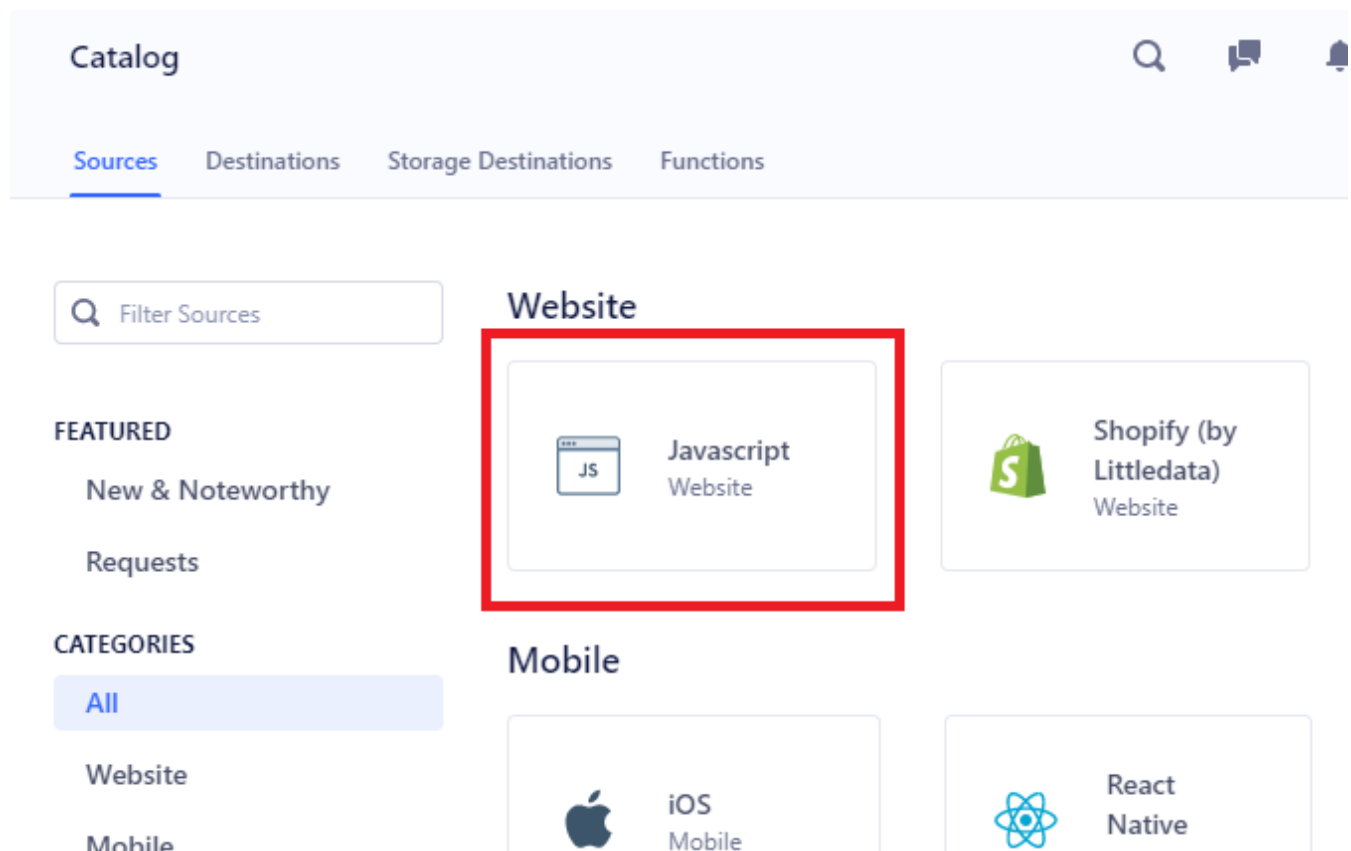 Catalog
Sources Destinations Storage Destinations Functions
Filter Sources
FEATURED
New & Noteworthy
Requests
CATEGORIES
All
Website
Mobile
Website
JS
Javascript
Website
Shopify (by
Littledata)
Website
Mobile
iOS
Mobile
React
Native